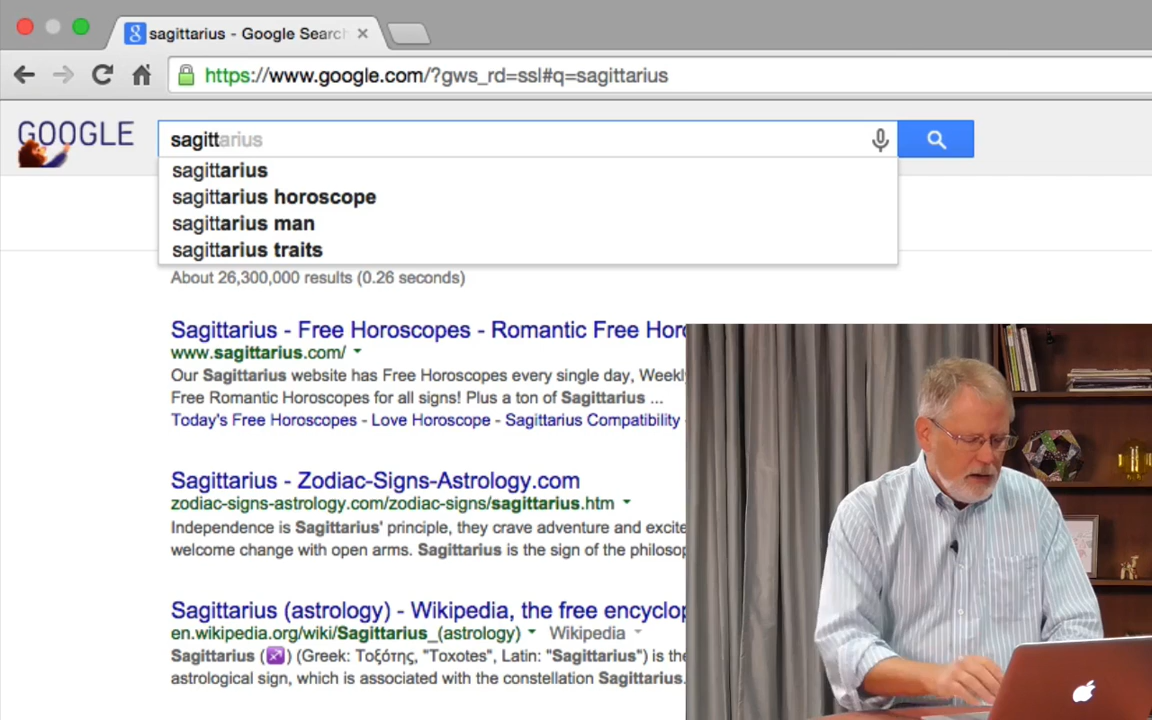 sagittarius - Google Search
https://www.google.com/?gws_rd=ssl#q=sagittarius
GOOGLE
sagittarius
sagittarius
sagittarius horoscope
sagittarius man
sagittarius traits
About 26,300,000 results (0.26 seconds)
Sagittarius - Free Horoscopes - Romantic Free Horo
www.sagittarius.com/
Our Sagittarius website has Free Horoscopes every single day, Weekl
Free Romantic Horoscopes for all signs! Plus a ton of Sagittarius ...
Today's Free Horoscopes - Love Horoscope - Sagittarius Compatibility
Sagittarius - Zodiac-Signs-Astrology.com
zodiac-signs-astrology.com/zodiac-signs/sagittarius.htm
Independence is Sagittarius' principle, they crave adventure and excite
welcome change with open arms. Sagittarius is the sign of the philosop
Sagittarius (astrology) - Wikipedia, the free encyclop
en.wikipedia.org/wiki/Sagittarius_(astrology) Wikipedia
Sagittarius (♐) (Greek: Τοξότης, "Toxotes", Latin: "Sagittarius") is the
astrological sign, which is associated with the constellation Sagittarius.